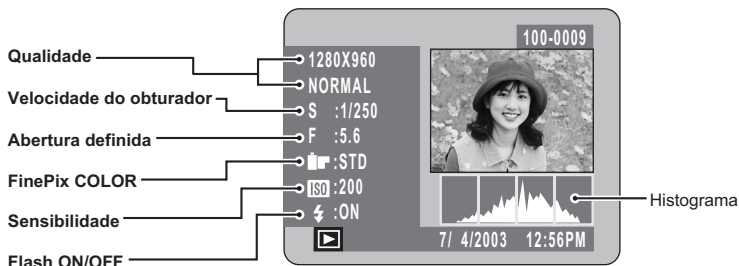 Qualidade
Velocidade do obturador
Abertura definida
FinePix COLOR
Sensibilidade
Flash ON/OFF
100-0009
1280X960
NORMAL
S :1/250
F :5.6
:STD
ISO :200
:ON
7/ 4/2003 12:56PM
Histograma